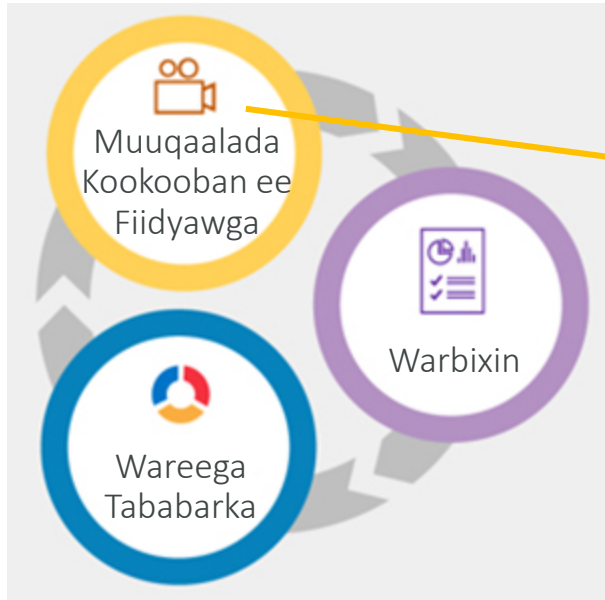 Muuqaalada
Kookooban ee
Fiidyawga
Warbixin
Wareega
Tababarka